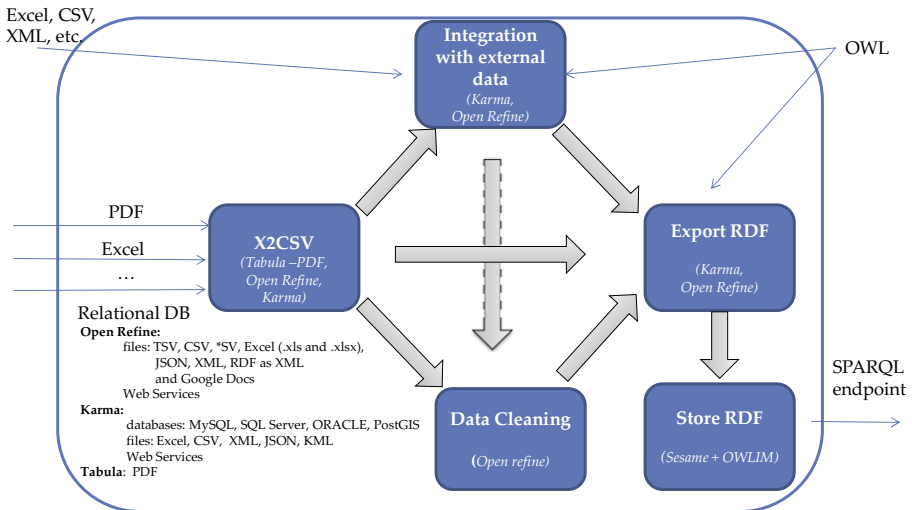 Excel, CSV,
XML, etc.
Integration
with external
data
(Karma,
Open Refine)
OWL
PDF
Excel
...
Relational DB
X2CSV
(Tabula –PDF,
Open Refine,
Karma)
Export RDF
(Karma,
Open Refine)
Open Refine:
files: TSV, CSV, *SV, Excel (.xls and .xlsx),
JSON, XML, RDF as XML
and Google Docs
Web Services
Karma:
databases: MySQL, SQL Server, ORACLE, PostGIS
files: Excel, CSV, XML, JSON, KML
Web Services
Tabula: PDF
Data Cleaning
(Open refine)
Store RDF
(Sesame + OWLIM)
SPARQL
endpoint